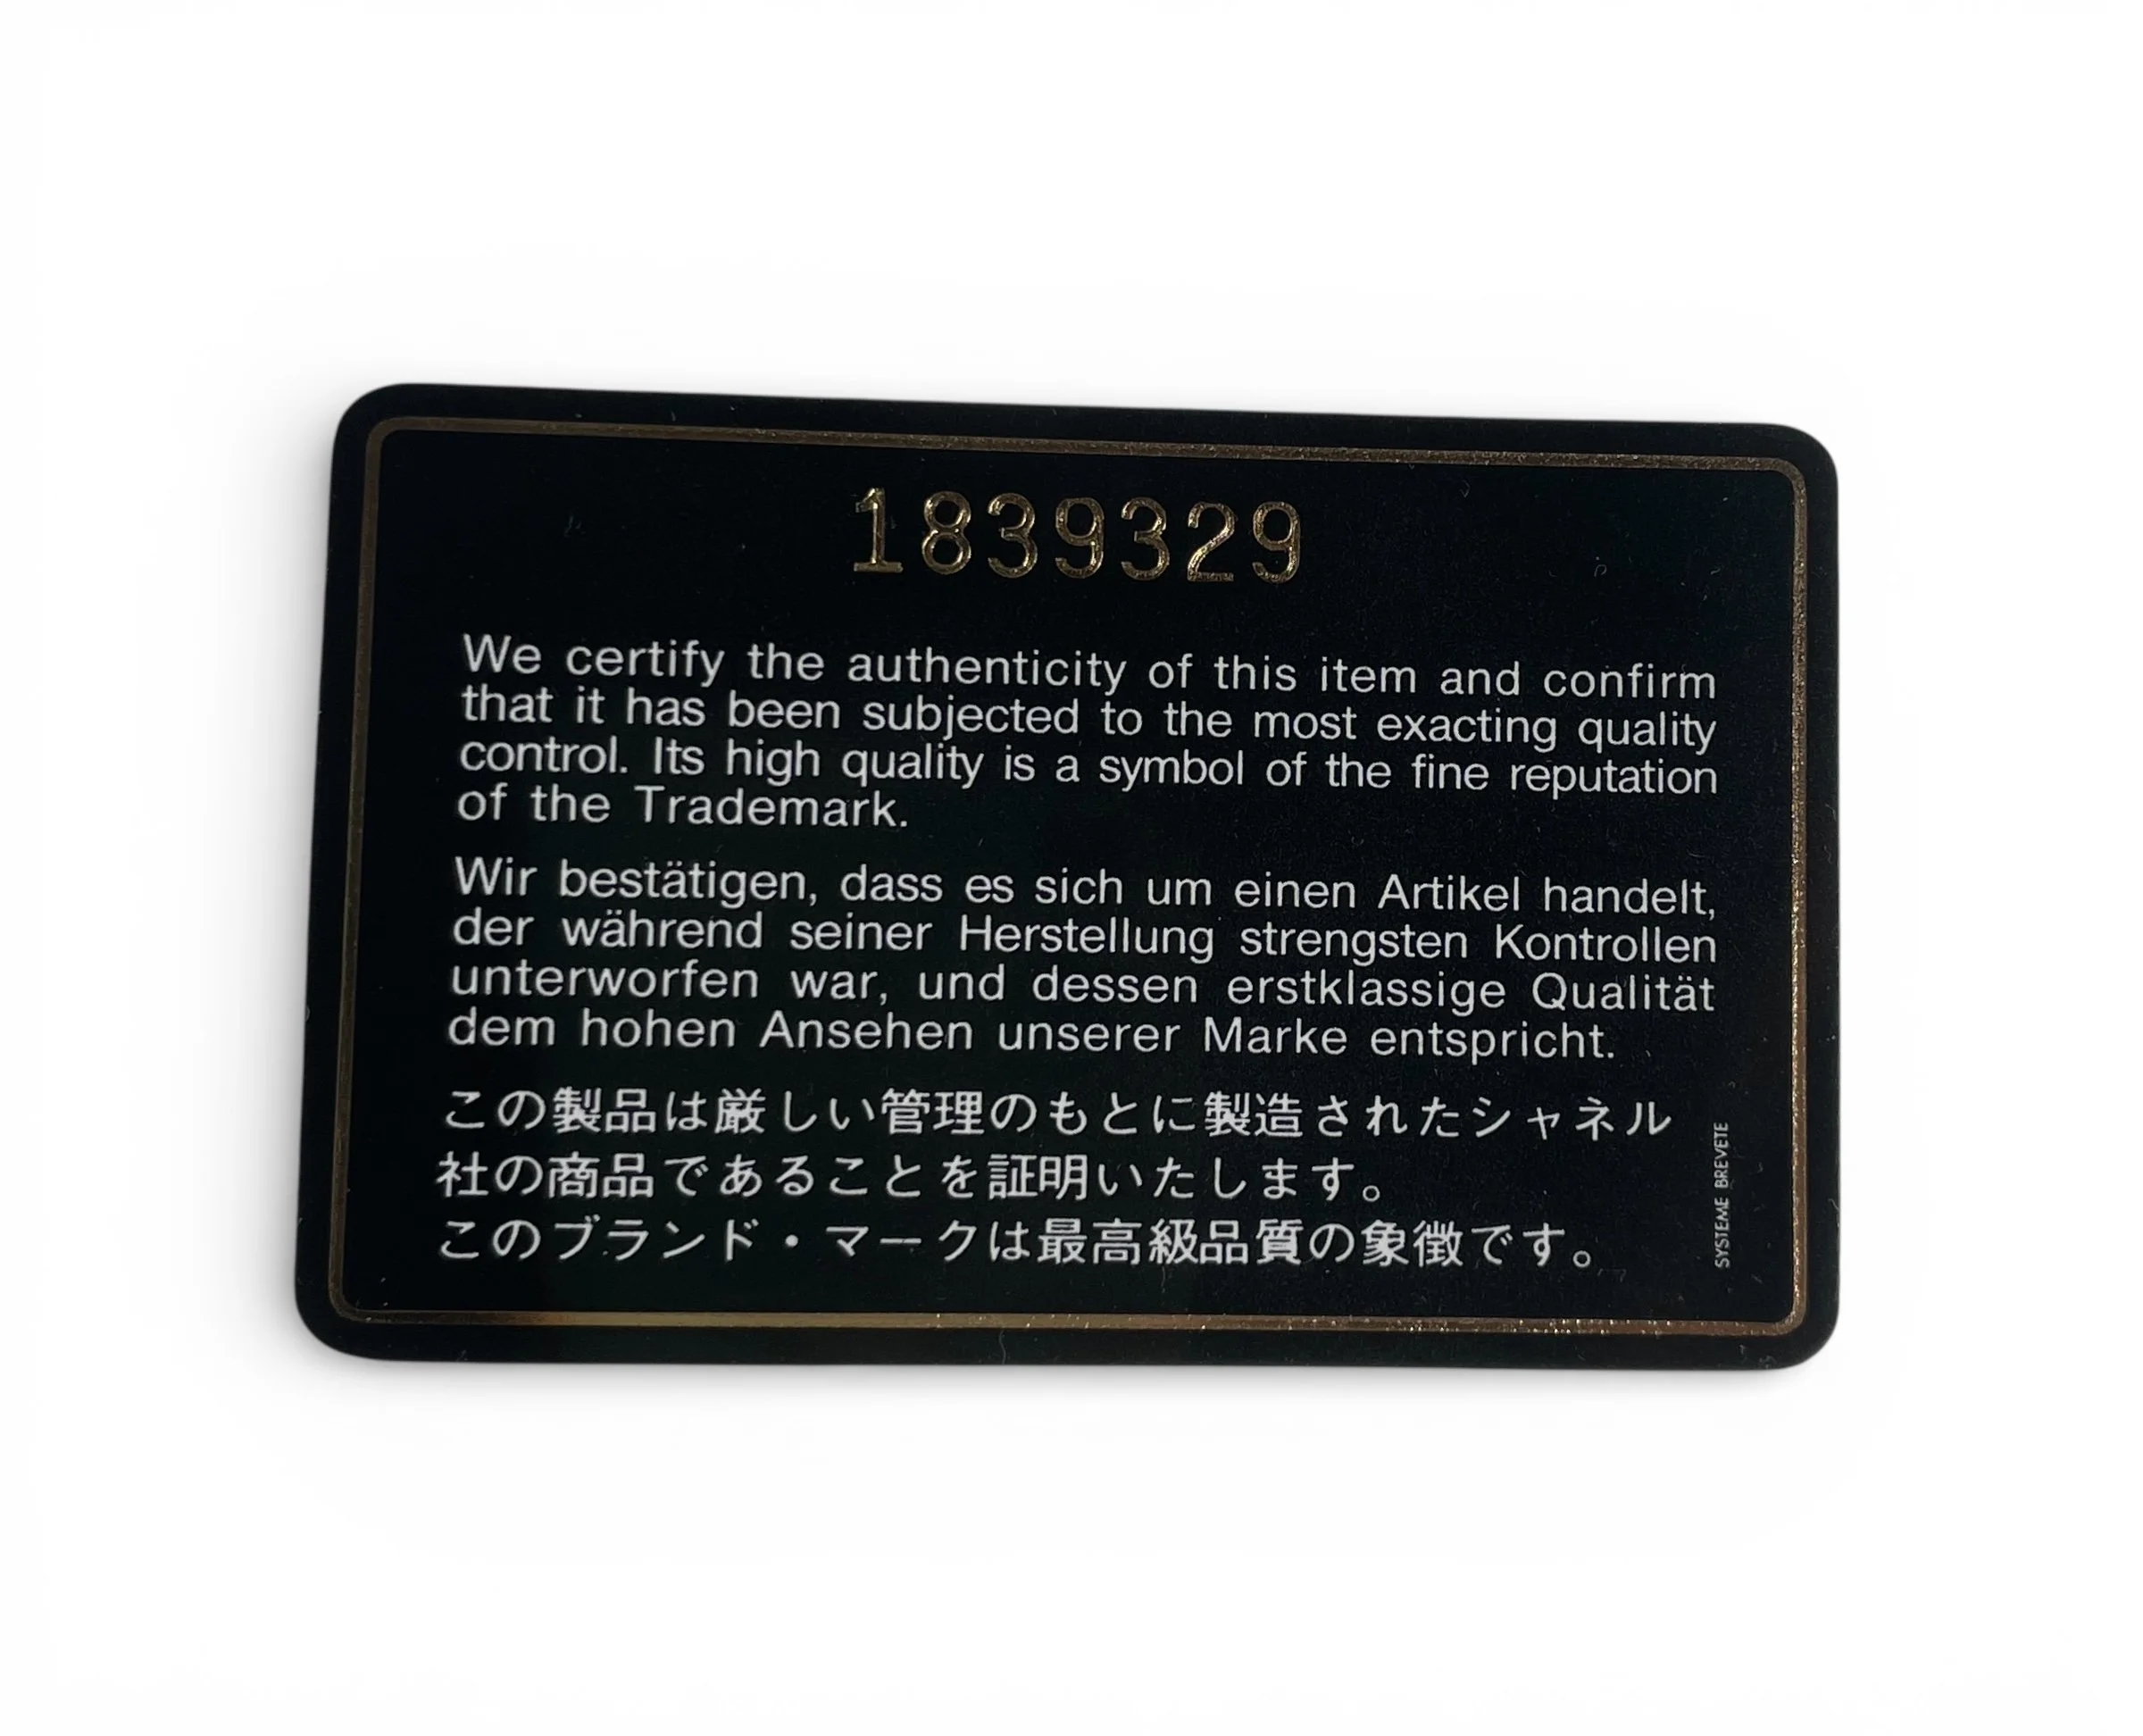 1839329
We certify the authenticity of this item and confirm
that it has been subjected to the most exacting quality
control. Its high quality is a symbol of the fine reputation
of the Trademark.
Wir bestätigen, dass es sich um einen Artikel handelt,
der während seiner Herstellung strengsten Kontrollen
unterworfen war, und dessen erstklassige Qualität
dem hohen Ansehen unserer Marke entspricht.
この製品は厳しい管理のもとに製造されたシャネル
社の商品であることを証明いたします。
このブランド・マークは最高級品質の象徴です。
SYSTEME BREVETE